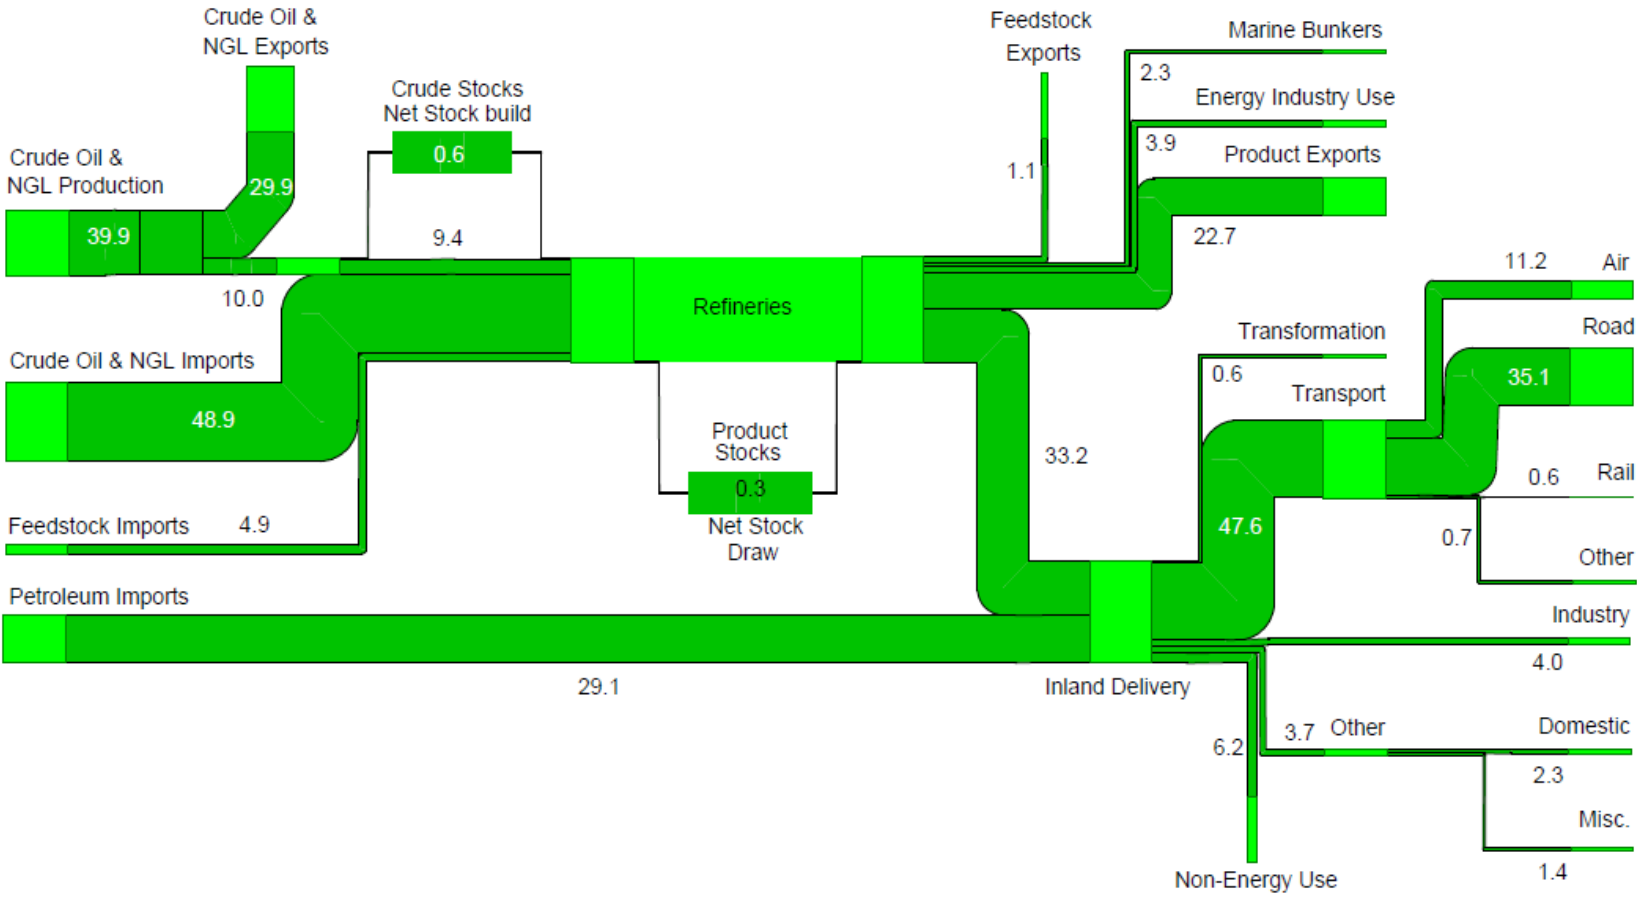 Crude Oil &
NGL Exports
Feedstock
Exports
Marine Bunkers
2.3
Energy Industry Use
3.9
Product Exports
22.7
1.1
Crude Stocks
Net Stock build
0.6
9.4
Crude Oil &
NGL Production
39.9
29.9
10.0
Refineries
Crude Oil & NGL Imports
48.9
Product
Stocks
0.3
Net Stock
Draw
33.2
Feedstock Imports
4.9
Petroleum Imports
29.1
Inland Delivery
Transformation
0.6
Transport
47.6
11.2
Air
Road
35.1
Rail
0.6
0.7
Other
Industry
4.0
3.7
Other
Domestic
2.3
6.2
Misc.
1.4
Non-Energy Use